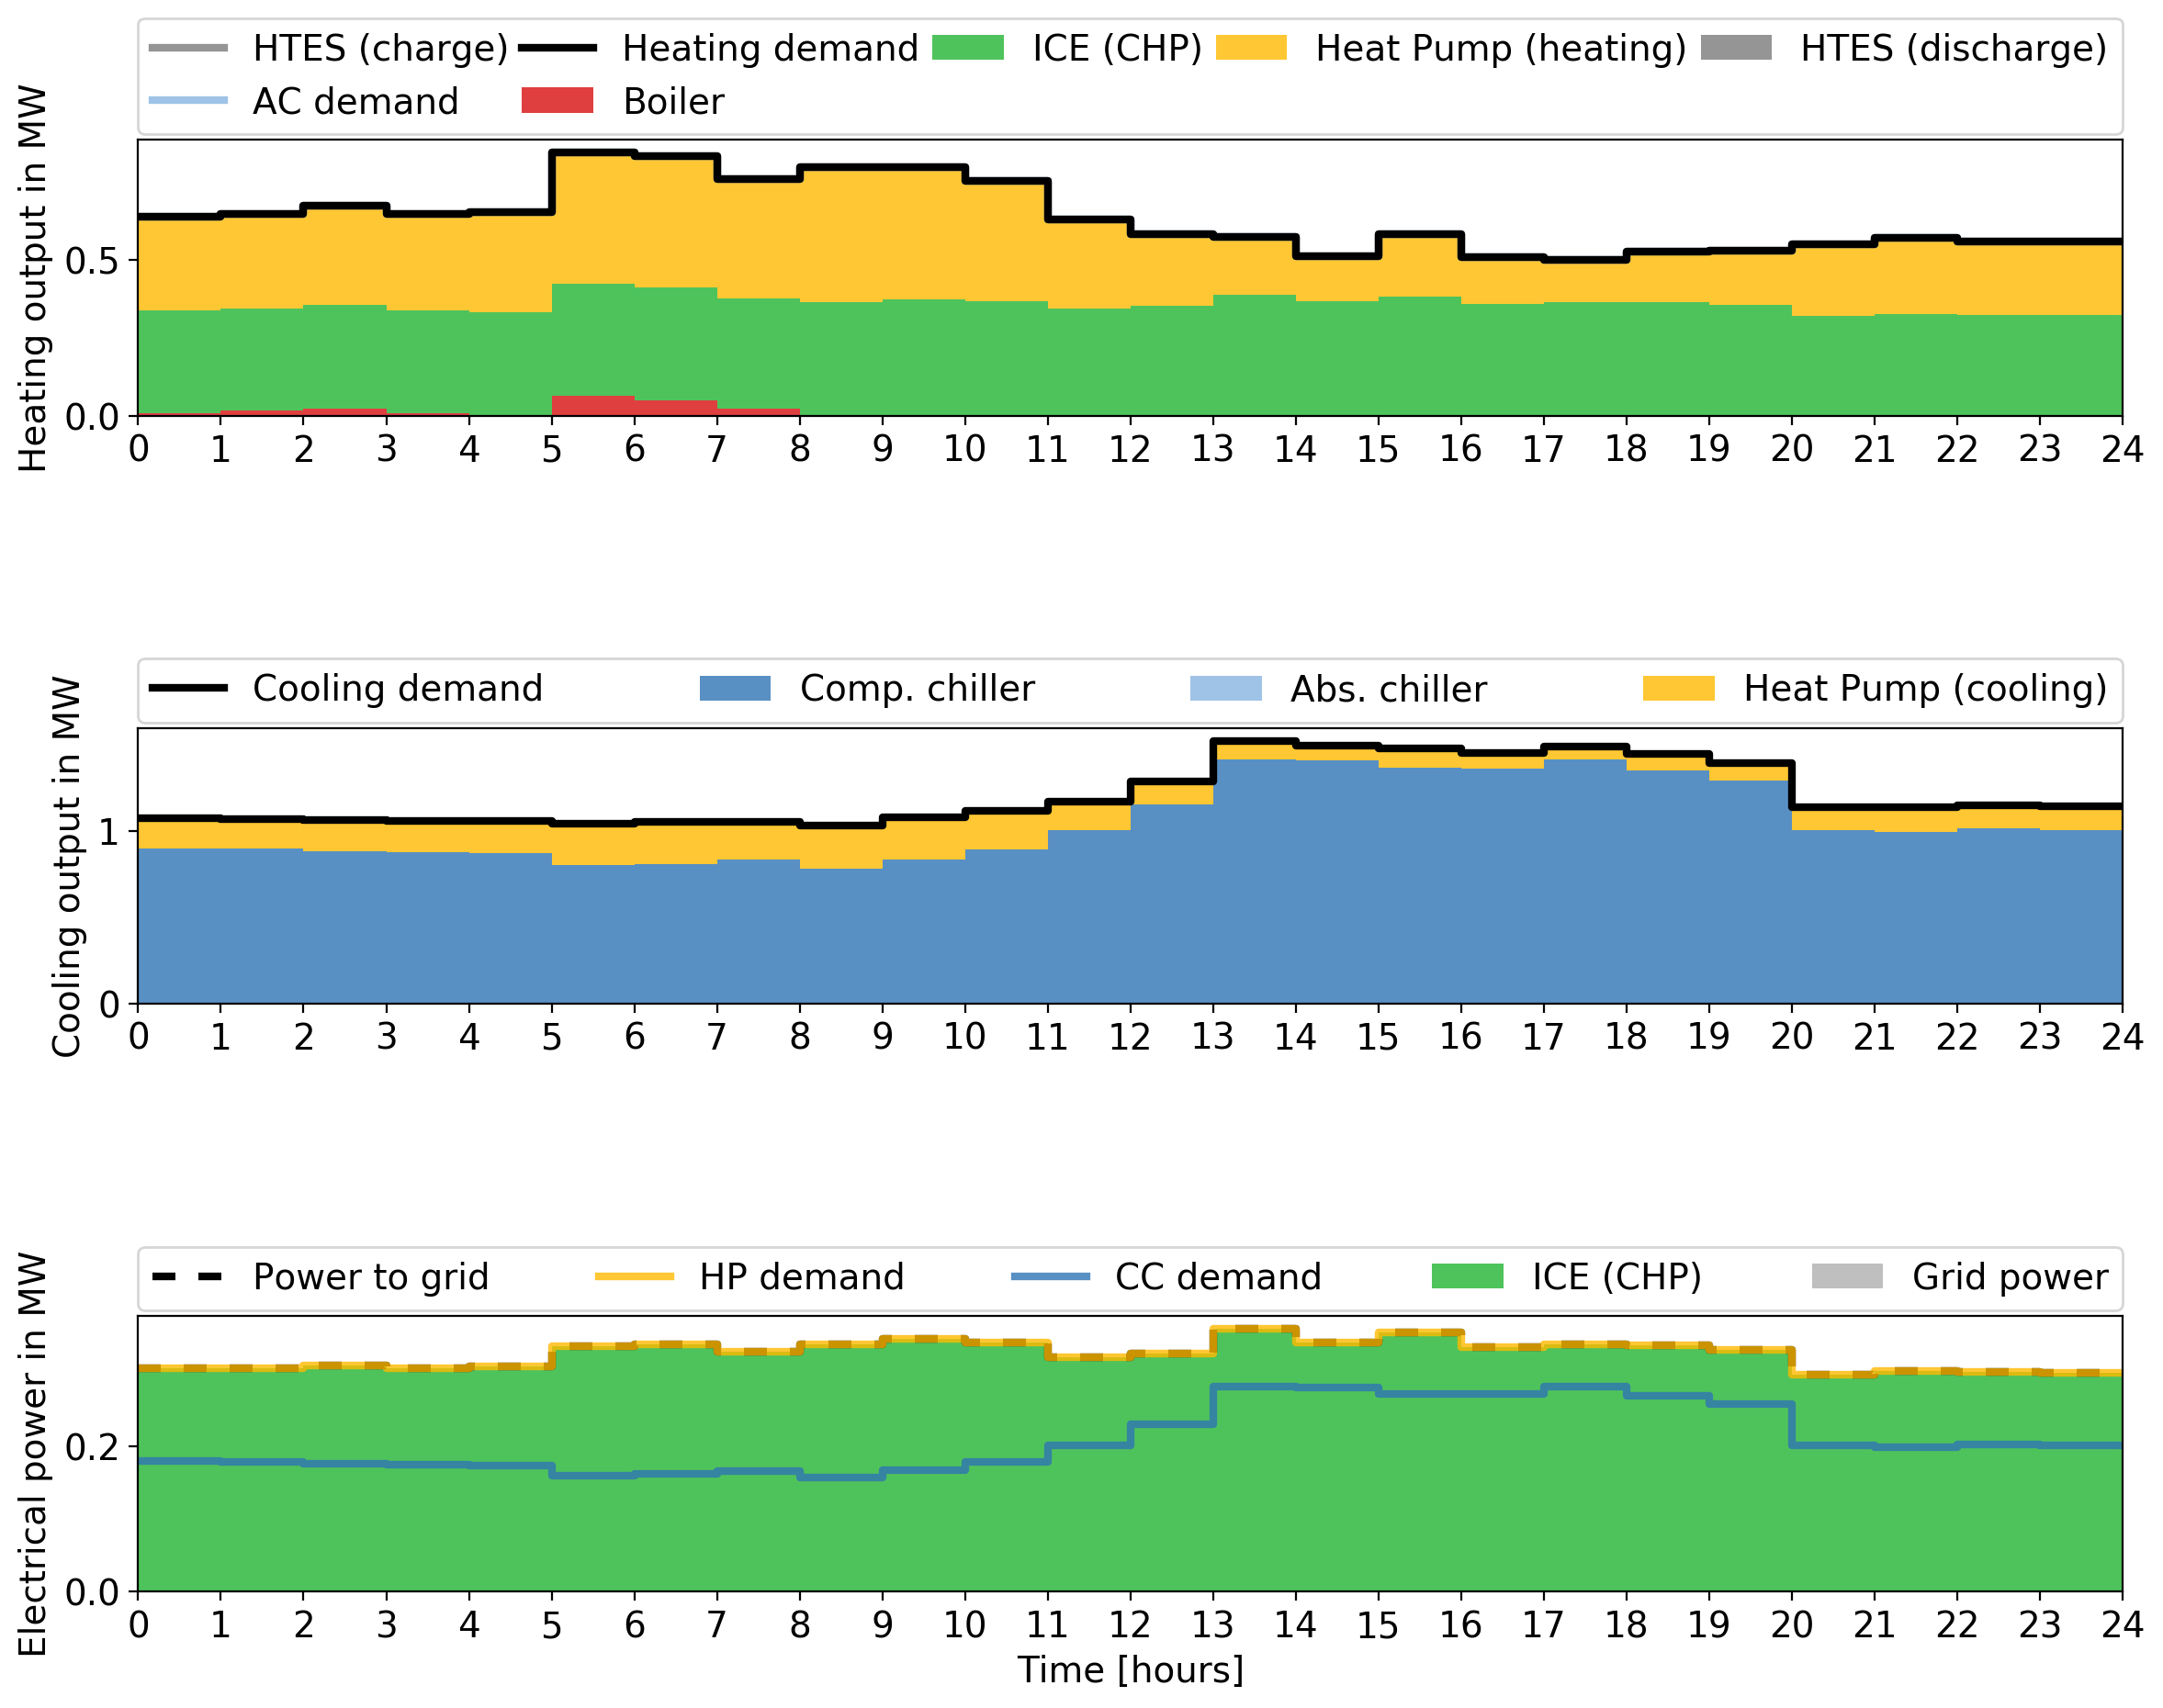 HTES (charge) Heating demand ICE (CHP) Heat Pump (heating) HTES (discharge)
AC demand Boiler
Heating output in MW
0.5
0.0
0 1 2 3 4 5 6 7 8 9 10 11 12 13 14 15 16 17 18 19 20 21 22 23 24
Cooling demand Comp. chiller Abs. chiller Heat Pump (cooling)
Cooling output in MW
1
0
0 1 2 3 4 5 6 7 8 9 10 11 12 13 14 15 16 17 18 19 20 21 22 23 24
Power to grid HP demand CC demand ICE (CHP) Grid power
Electrical power in MW
0.2
0.0
0 1 2 3 4 5 6 7 8 9 10 11 12 13 14 15 16 17 18 19 20 21 22 23 24
Time [hours]